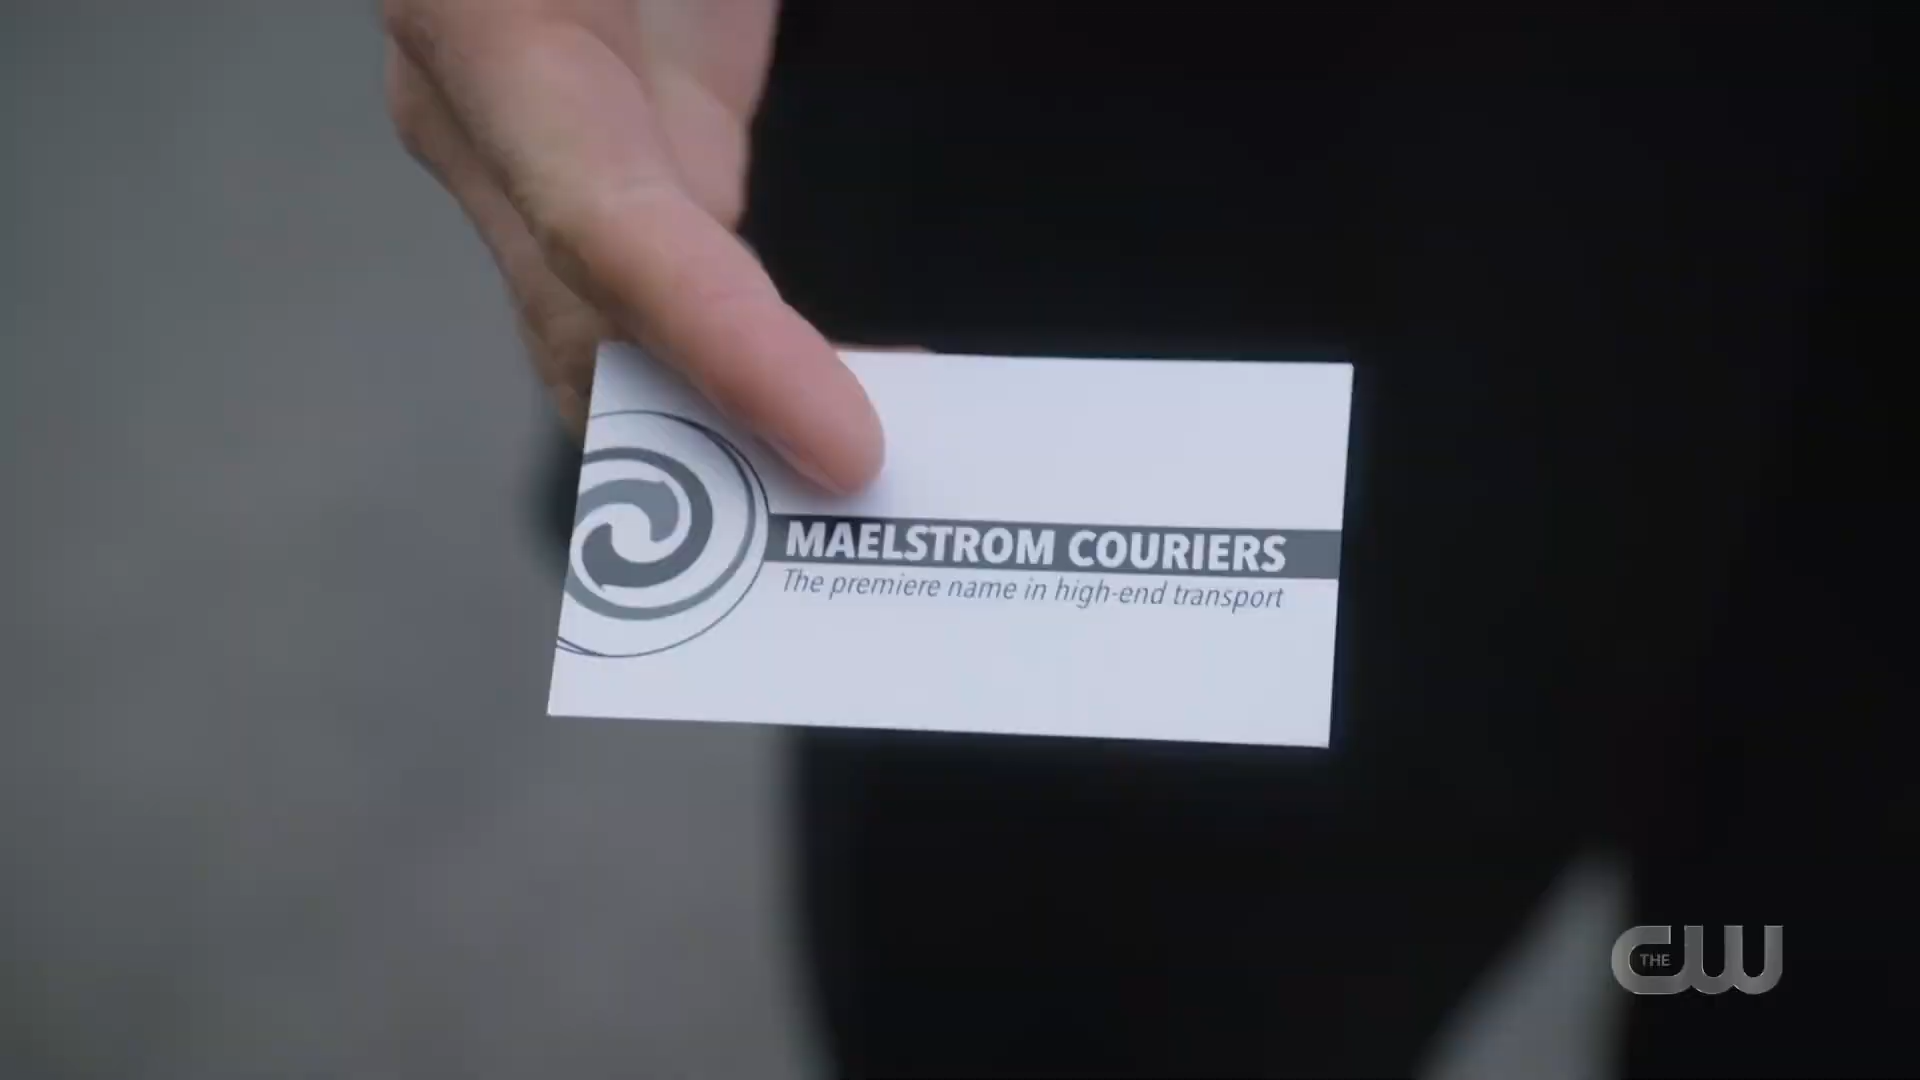 MAELSTROM COURIERS
The premiere name in high-end transport
THE CW